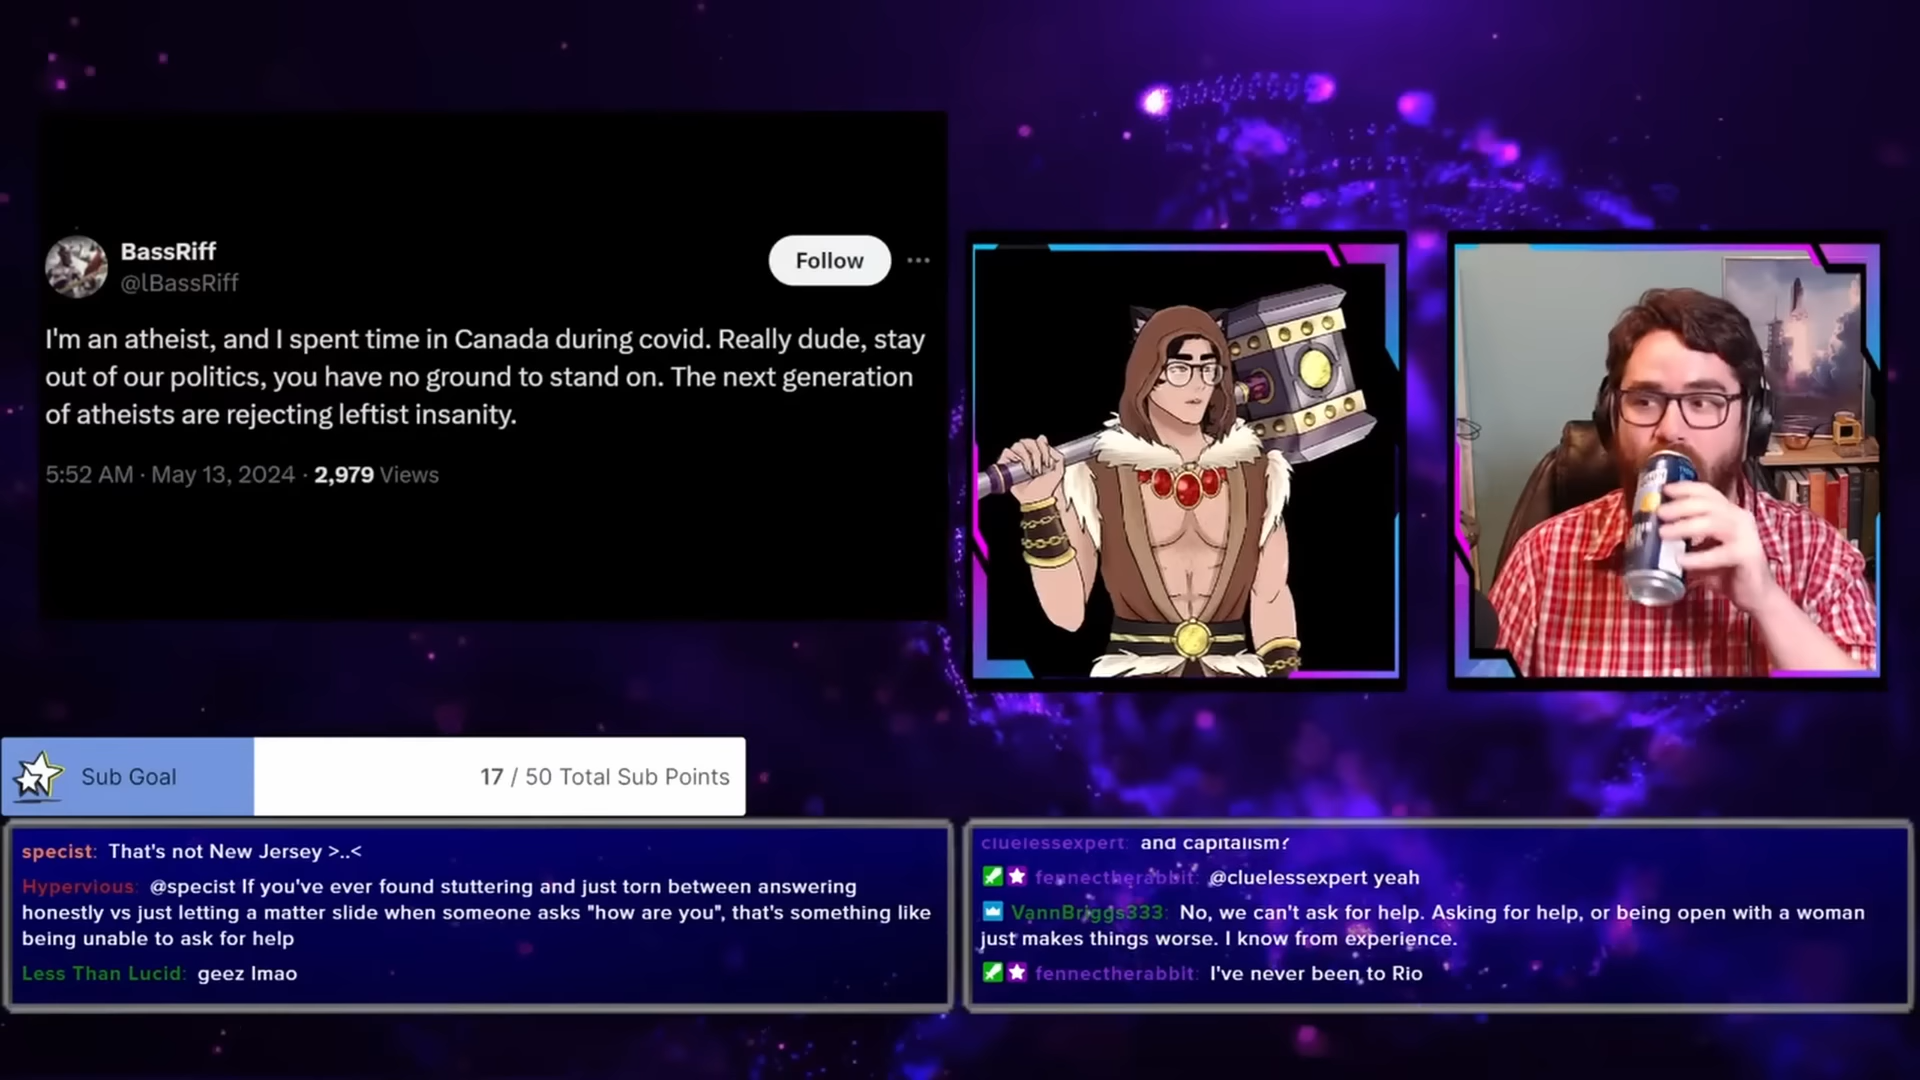 BassRiff
@lBassRiff
Follow
I'm an atheist, and I spent time in Canada during covid. Really dude, stay
out of our politics, you have no ground to stand on. The next generation
of atheists are rejecting leftist insanity.
5:52 AM · May 13, 2024 · 2,979 Views
Sub Goal
17 / 50 Total Sub Points
specist: That's not New Jersey >..<
Hypervious: @specist If you've ever found stuttering and just torn between answering
honestly vs just letting a matter slide when someone asks "how are you", that's something like
being unable to ask for help
Less Than Lucid: geez lmao
cluelessexpert: and capitalism?
fennectherabbit: @cluelessexpert yeah
VannBriggs333: No, we can't ask for help. Asking for help, or being open with a woman
just makes things worse. I know from experience.
fennectherabbit: I've never been to Rio